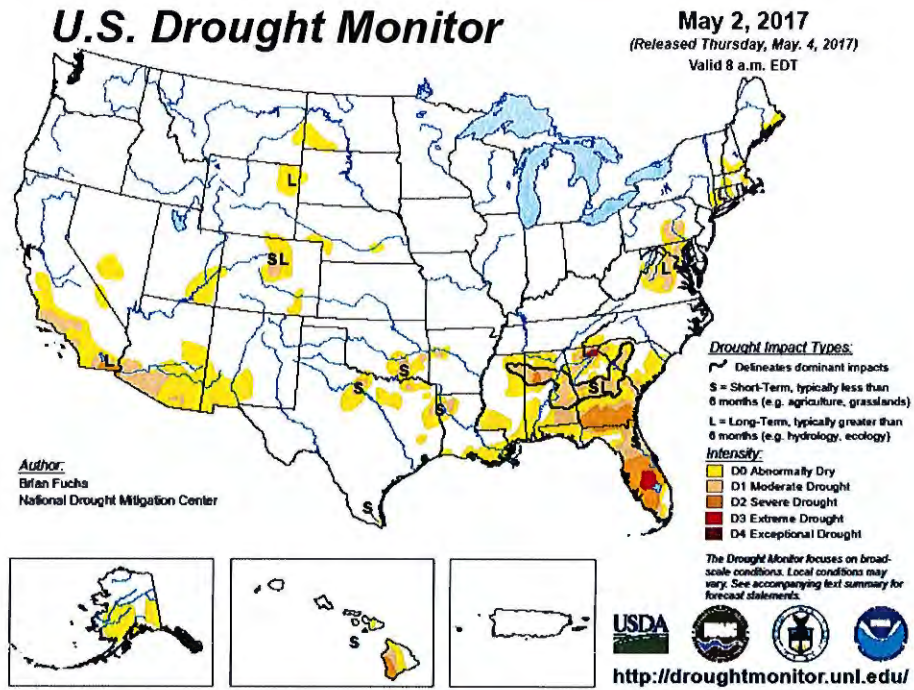 U.S. Drought Monitor
May 2, 2017
(Released Thursday, May. 4, 2017)
Valid 8 a.m. EDT
L
SL
L
L
S
S
S
SL
S
Drought Impact Types:
Delineates dominant impacts
S = Short-Term, typically less than
6 months (e.g. agriculture, grasslands)
L = Long-Term, typically greater than
6 months (e.g. hydrology, ecology)
Intensity:
D0 Abnormally Dry
D1 Moderate Drought
D2 Severe Drought
D3 Extreme Drought
D4 Exceptional Drought
Author:
Brian Fuchs
National Drought Mitigation Center
The Drought Monitor focuses on broad-
scale conditions. Local conditions may
vary. See accompanying text summary for
forecast statements.
S
USDA
http://droughtmonitor.unl.edu/